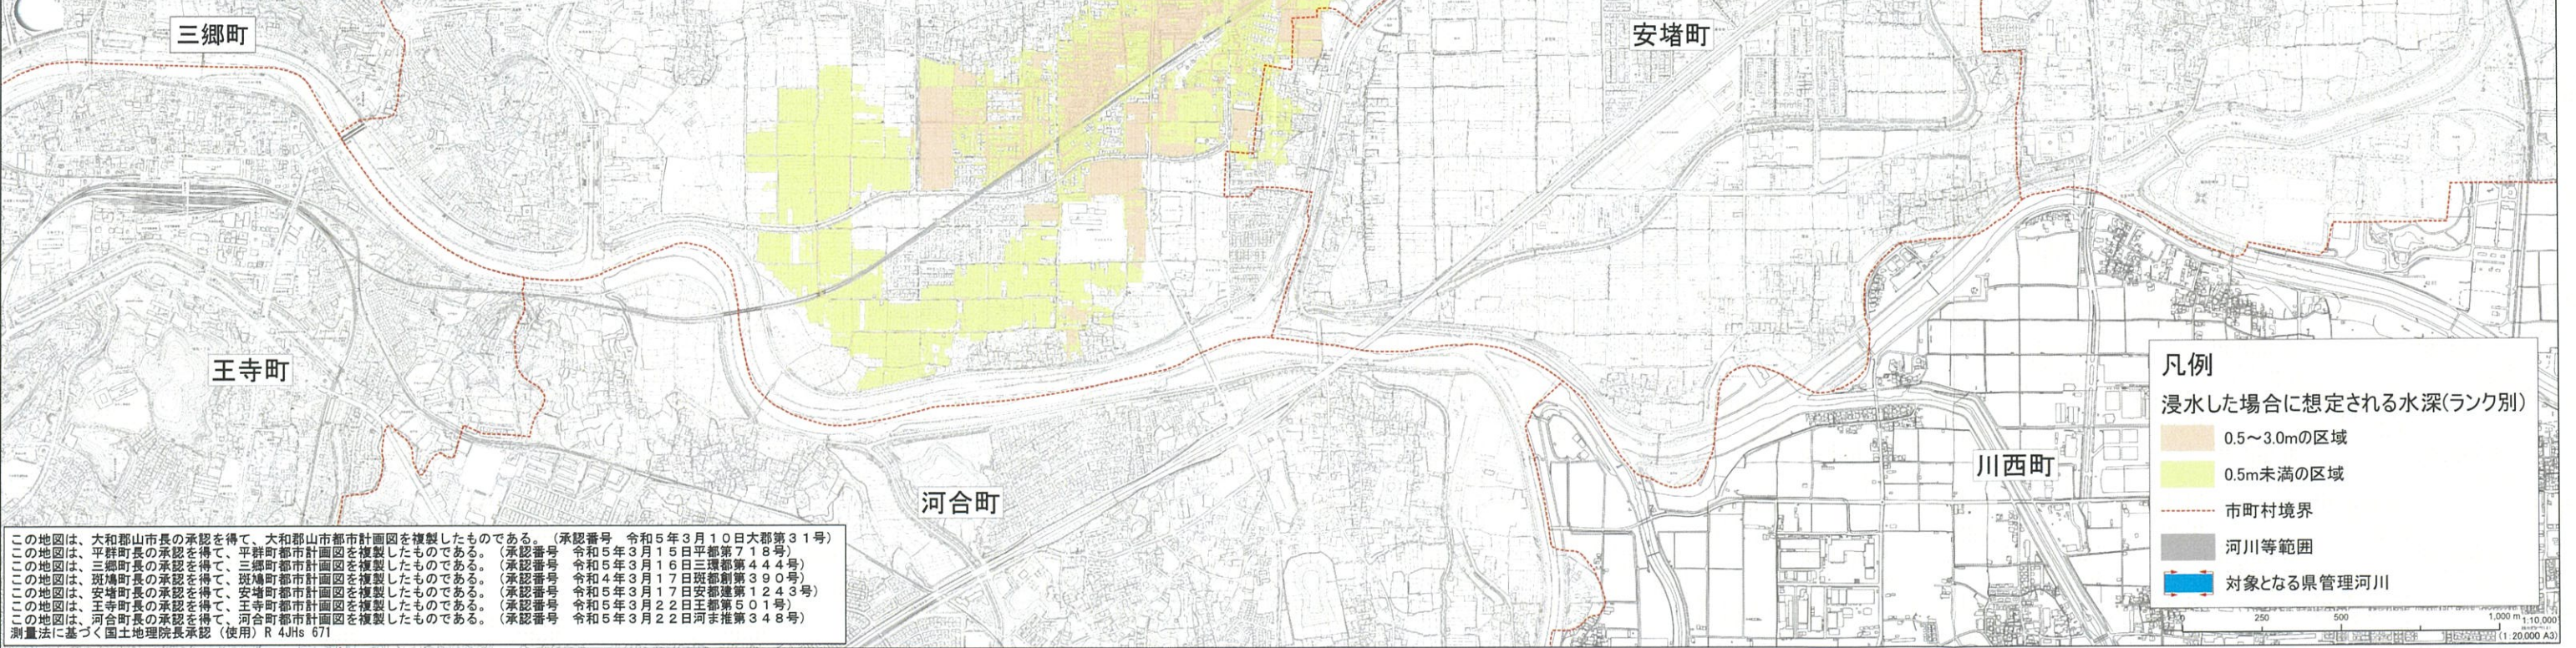 三郷町
安堵町
王寺町
河合町
川西町
凡例
浸水した場合に想定される水深(ランク別)
0.5～3.0mの区域
0.5m未満の区域
市町村境界
河川等範囲
対象となる県管理河川
0 250 500 1,000 m
1:10,000
(1:20,000 A3)
この地図は、大和郡山市長の承認を得て、大和郡山市都市計画図を複製したものである。（承認番号　令和５年３月１０日大郡第３１号）
この地図は、平群町長の承認を得て、平群町都市計画図を複製したものである。（承認番号　令和５年３月１５日平都第７１８号）
この地図は、三郷町長の承認を得て、三郷町都市計画図を複製したものである。（承認番号　令和５年３月１６日三環都第４４４号）
この地図は、斑鳩町長の承認を得て、斑鳩町都市計画図を複製したものである。（承認番号　令和４年３月１７日斑都創第３９０号）
この地図は、安堵町長の承認を得て、安堵町都市計画図を複製したものである。（承認番号　令和５年３月１７日安都建第１２４３号）
この地図は、王寺町長の承認を得て、王寺町都市計画図を複製したものである。（承認番号　令和５年３月２２日王都第５０１号）
この地図は、河合町長の承認を得て、河合町都市計画図を複製したものである。（承認番号　令和５年３月２２日河ま推第３４８号）
測量法に基づく国土地理院長承認（使用）R 4JHs 671